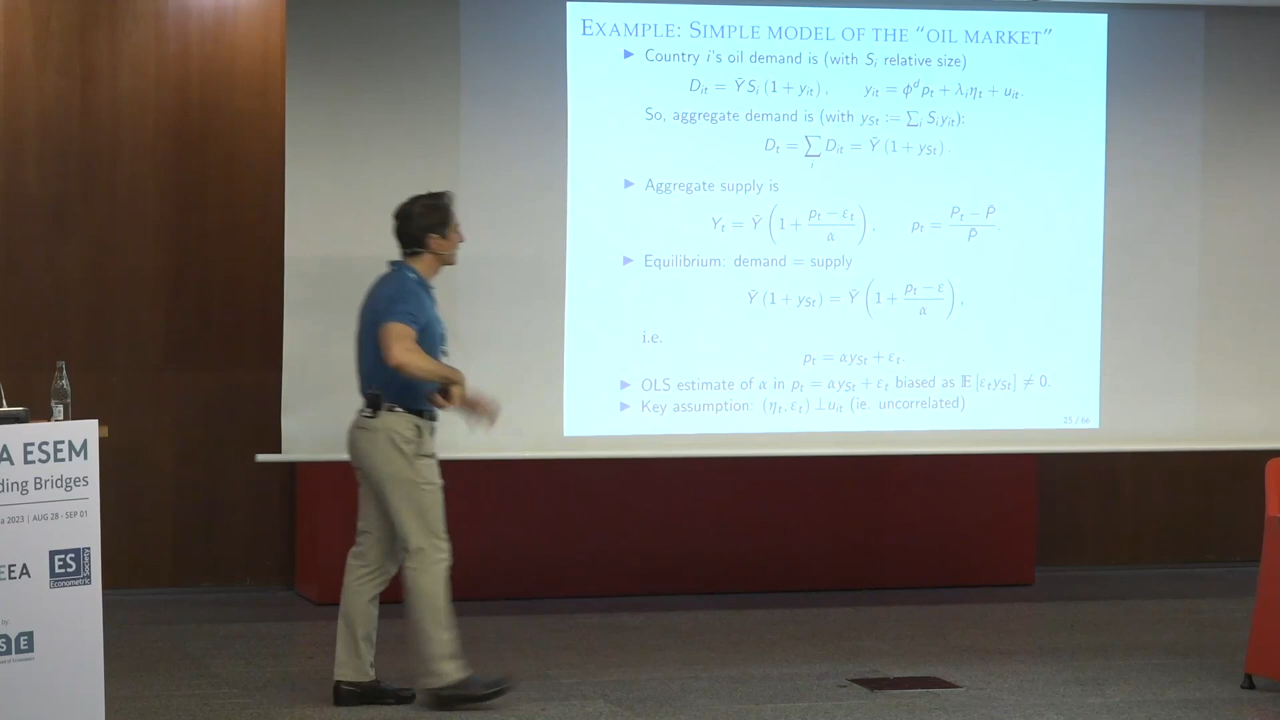 EXAMPLE: SIMPLE MODEL OF THE “OIL MARKET”
▶ Country i's oil demand is (with S_i relative size)
D_it = Ȳ S_i (1 + y_it), y_it = ϕ^d p_t + λ_i η_t + u_it.
So, aggregate demand is (with y_St := ∑_i S_i y_it):
D_t = ∑_i D_it = Ȳ (1 + y_St).
▶ Aggregate supply is
Y_t = Ȳ (1 + (p_t − ε_t)/α), p_t = (P_t − P̄)/P̄.
▶ Equilibrium: demand = supply
Ȳ (1 + y_St) = Ȳ (1 + (p_t − ε)/α),
i.e.
p_t = α y_St + ε_t.
▶ OLS estimate of α in p_t = α y_St + ε_t biased as 𝔼 [ε_t y_St] ≠ 0.
▶ Key assumption: (η_t, ε_t) ⊥ u_it (ie. uncorrelated)
25 / 66
A ESEM
ding Bridges
a 2023 | AUG 28 - SEP 01
EEA
ES
Econometric
Society
by:
S E